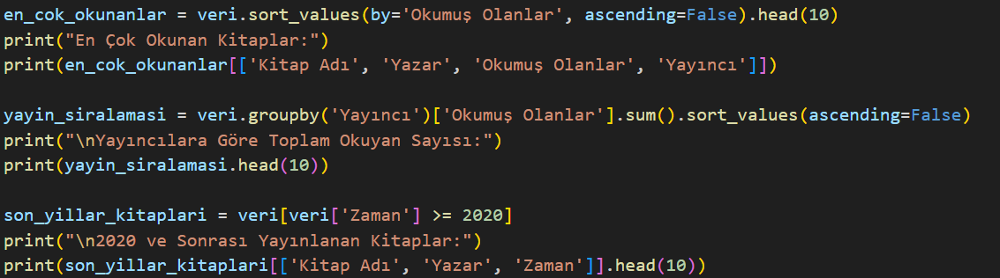 en_cok_okunanlar = veri.sort_values(by='Okumuş Olanlar', ascending=False).head(10)
print("En Çok Okunan Kitaplar:")
print(en_cok_okunanlar[['Kitap Adı', 'Yazar', 'Okumuş Olanlar', 'Yayıncı']])

yayin_siralamasi = veri.groupby('Yayıncı')['Okumuş Olanlar'].sum().sort_values(ascending=False)
print("\nYayıncılara Göre Toplam Okuyan Sayısı:")
print(yayin_siralamasi.head(10))

son_yillar_kitaplari = veri[veri['Zaman'] >= 2020]
print("\n2020 ve Sonrası Yayınlanan Kitaplar:")
print(son_yillar_kitaplari[['Kitap Adı', 'Yazar', 'Zaman']].head(10))